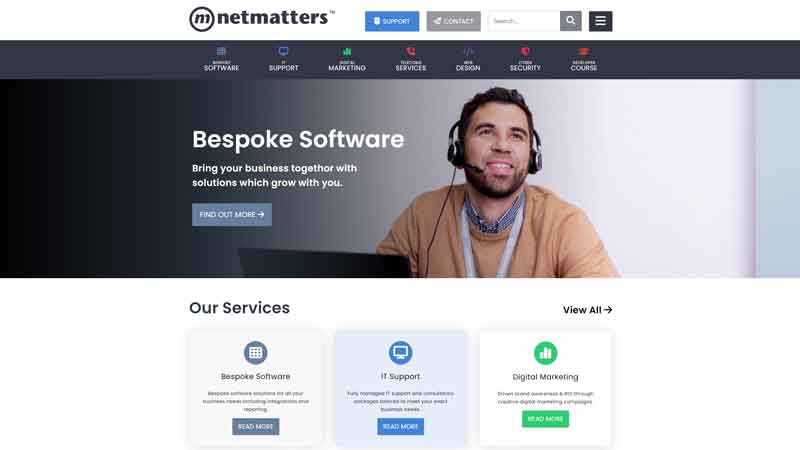 netmatters™
SUPPORT
CONTACT
Search...
BESPOKE
SOFTWARE
IT
SUPPORT
DIGITAL
MARKETING
TELECOMS
SERVICES
WEB
DESIGN
CYBER
SECURITY
DEVELOPER
COURSE
Bespoke Software
Bring your business togethor with
solutions which grow with you.
FIND OUT MORE →
Our Services
View All →
Bespoke Software
Bespoke software solutions for all your
business needs including integrations and
reporting.
READ MORE
IT Support
Fully managed IT support and consultancy
packages tailored to meet your exact
business needs.
READ MORE
Digital Marketing
Driven brand awareness & ROI through
creative digital marketing campaigns.
READ MORE